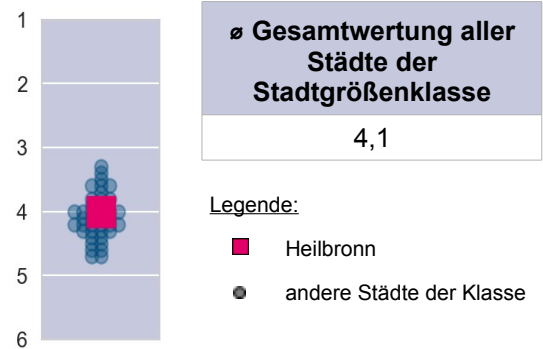 1
2
3
4
5
6
⌀ Gesamtwertung aller
Städte der
Stadtgrößenklasse
4,1
Legende:
Heilbronn
andere Städte der Klasse